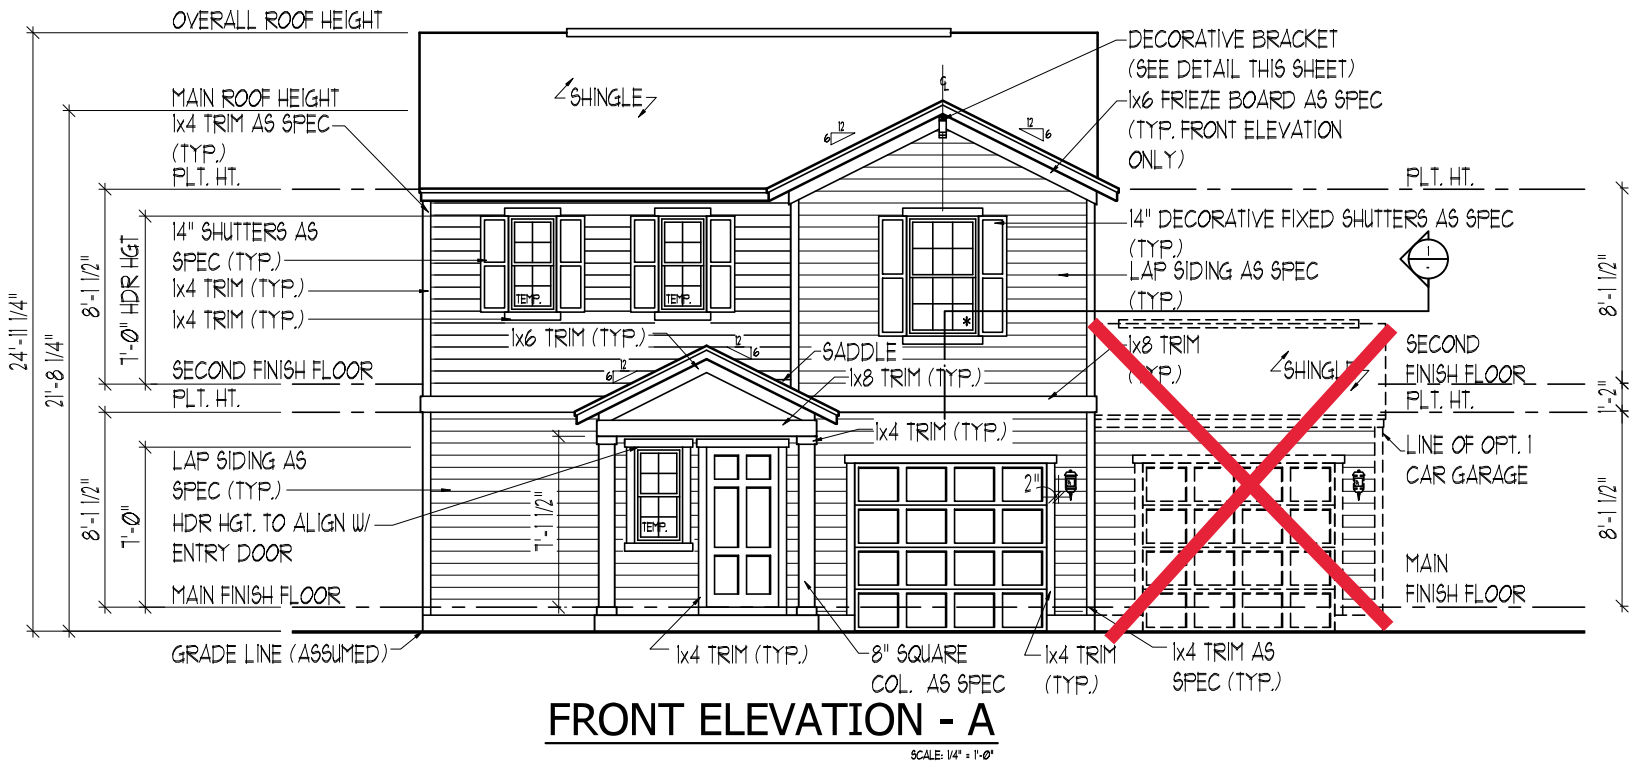 OVERALL ROOF HEIGHT
MAIN ROOF HEIGHT
1x4 TRIM AS SPEC
(TYP.)
PLT. HT.
14" SHUTTERS AS
SPEC (TYP.)
1x4 TRIM (TYP.)
1x4 TRIM (TYP.)
SECOND FINISH FLOOR
PLT. HT.
LAP SIDING AS
SPEC (TYP.)
HDR HGT. TO ALIGN W/
ENTRY DOOR
MAIN FINISH FLOOR
GRADE LINE (ASSUMED)
24'-11 1/4"
21'-8 1/4"
8'-1 1/2"
7'-0" HDR HGT
8'-1 1/2"
7'-0"
SHINGLE
12
6
12
6
℄
TEMP.
TEMP.
*
1x6 TRIM (TYP.)
12
6
12
6
SADDLE
1x8 TRIM (TYP.)
1x4 TRIM (TYP.)
TEMP.
7'-1 1/2"
2"
1x4 TRIM (TYP.)
8" SQUARE
COL. AS SPEC
1x4 TRIM
(TYP.)
1x4 TRIM AS
SPEC (TYP.)
DECORATIVE BRACKET
(SEE DETAIL THIS SHEET)
1x6 FRIEZE BOARD AS SPEC
(TYP. FRONT ELEVATION
ONLY)
PLT. HT.
14" DECORATIVE FIXED SHUTTERS AS SPEC
(TYP.)
LAP SIDING AS SPEC
(TYP.)
1x8 TRIM
(TYP.)
SHINGLE
SECOND
FINISH FLOOR
PLT. HT.
LINE OF OPT. 1
CAR GARAGE
MAIN
FINISH FLOOR
8'-1 1/2"
1'-2"
8'-1 1/2"
FRONT ELEVATION - A
SCALE: 1/4" = 1'-0"